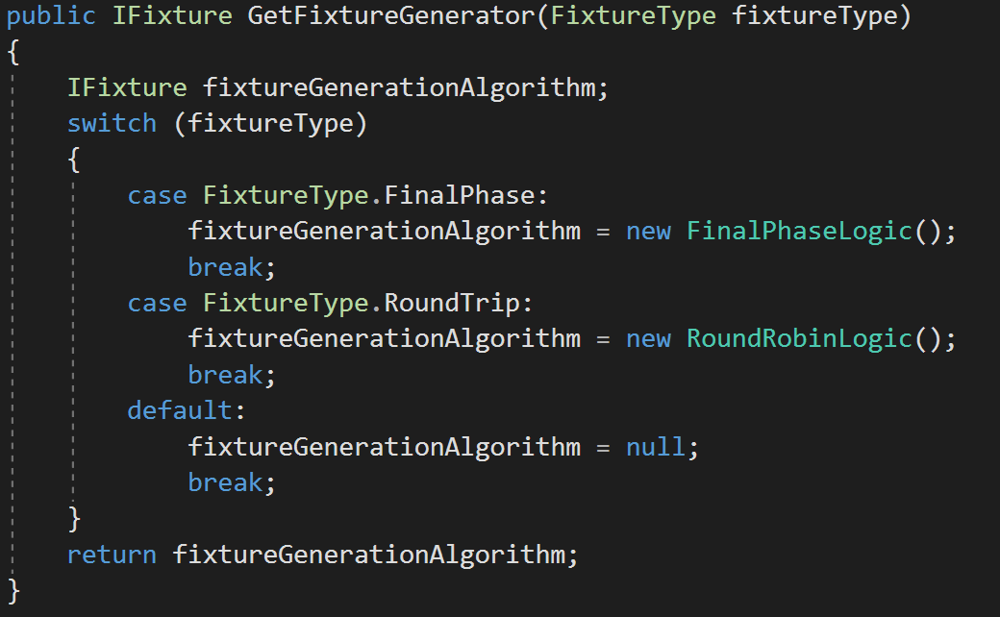 public IFixture GetFixtureGenerator(FixtureType fixtureType)
{
    IFixture fixtureGenerationAlgorithm;
    switch (fixtureType)
    {
        case FixtureType.FinalPhase:
            fixtureGenerationAlgorithm = new FinalPhaseLogic();
            break;
        case FixtureType.RoundTrip:
            fixtureGenerationAlgorithm = new RoundRobinLogic();
            break;
        default:
            fixtureGenerationAlgorithm = null;
            break;
    }
    return fixtureGenerationAlgorithm;
}